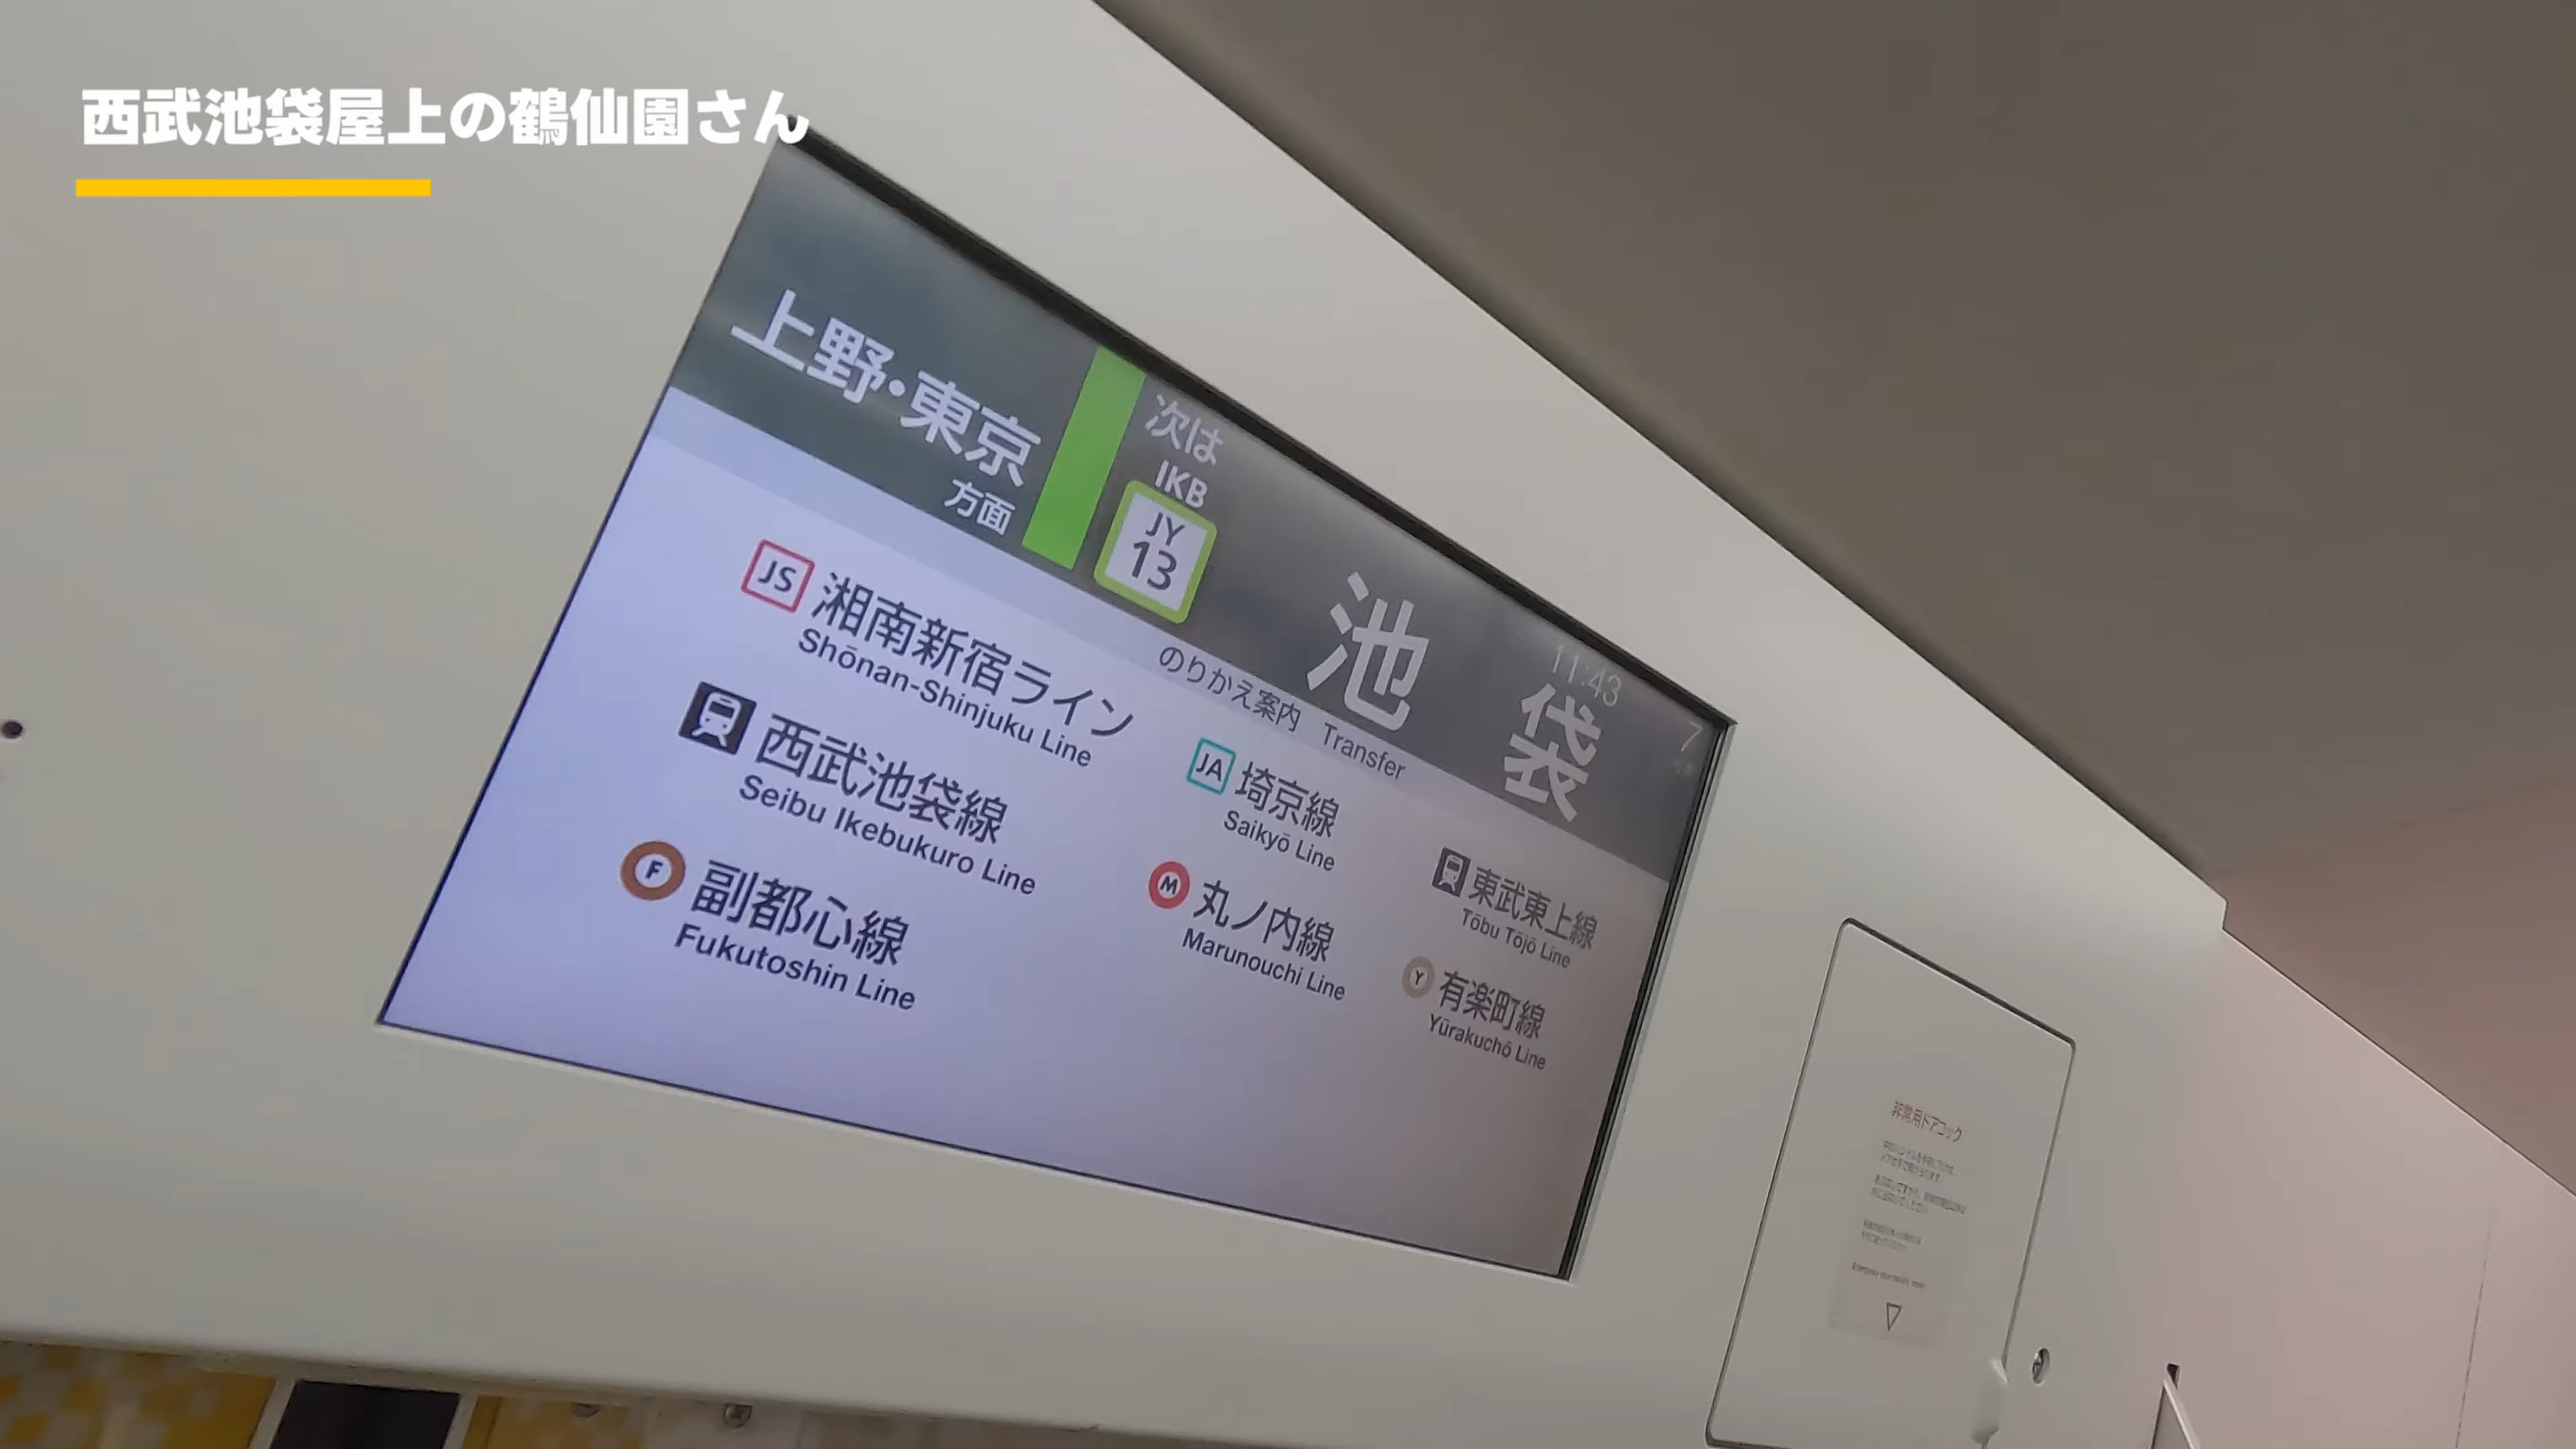 西武池袋屋上の鶴仙園さん
上野・東京
方面
次は
IKB
JY
13
池袋
11:43
7
のりかえ案内 Transfer
JS 湘南新宿ライン
Shōnan-Shinjuku Line
JA 埼京線
Saikyō Line
東武東上線
Tōbu Tōjō Line
西武池袋線
Seibu Ikebukuro Line
M 丸ノ内線
Marunouchi Line
Y 有楽町線
Yūrakuchō Line
F 副都心線
Fukutoshin Line
非常用ドアコック